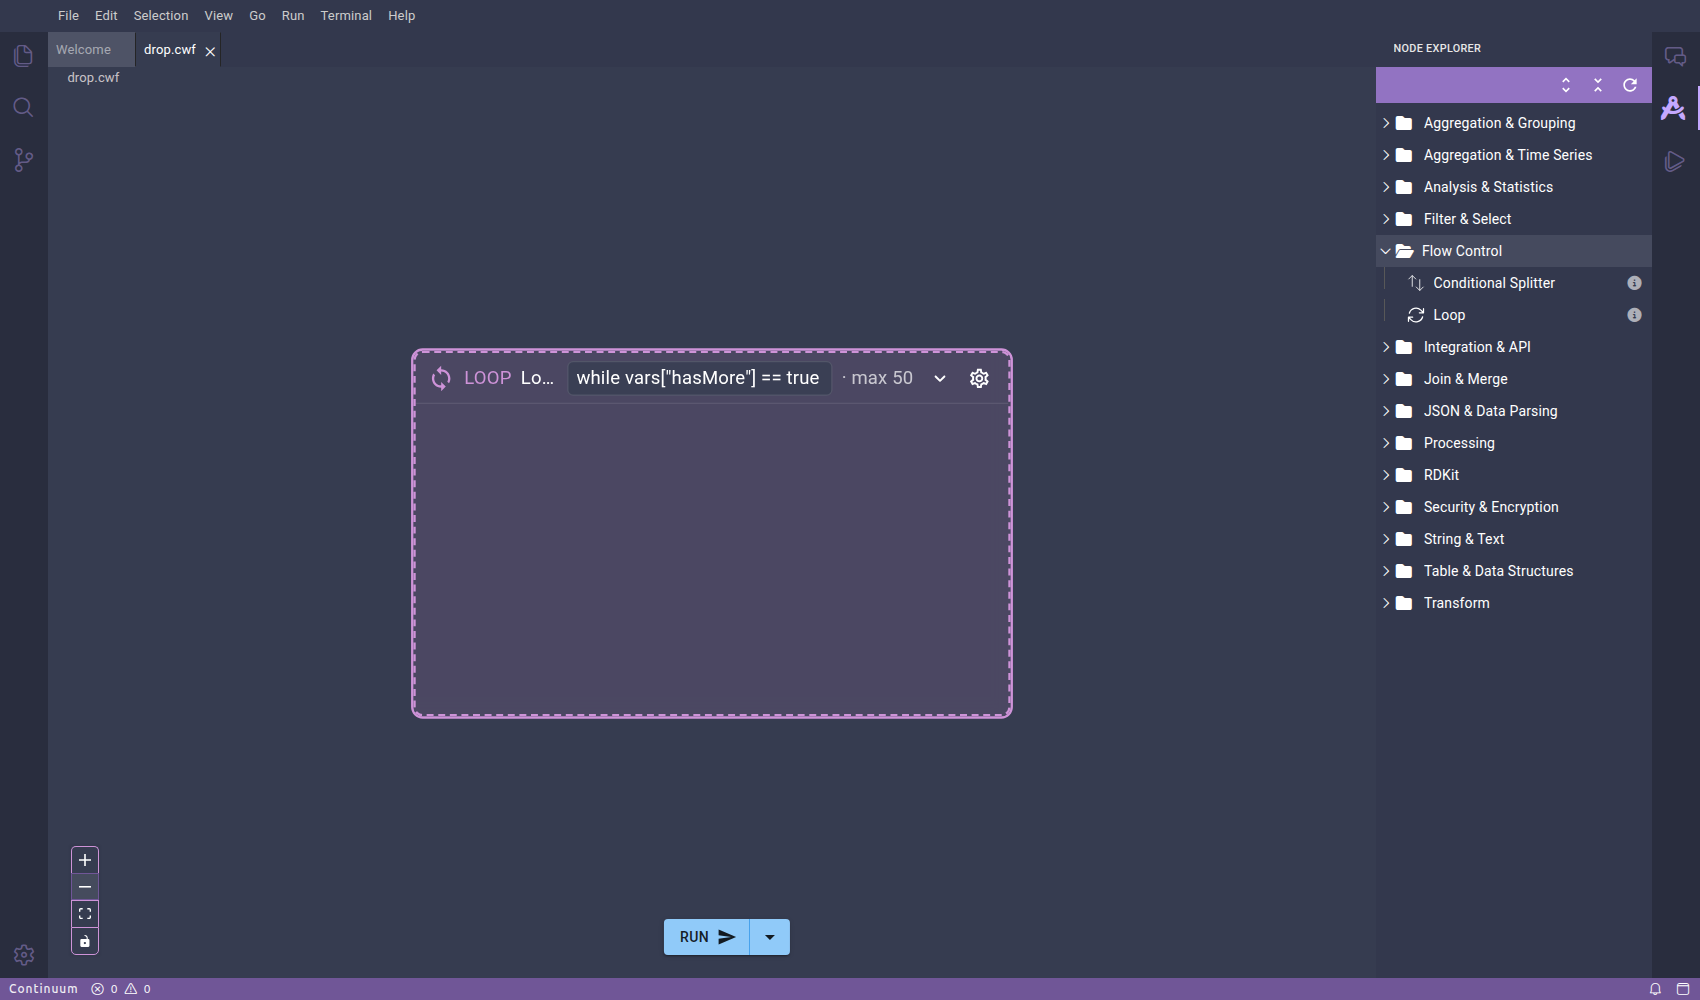 File Edit Selection View Go Run Terminal Help
Welcome drop.cwf
drop.cwf
LOOP Lo... while vars["hasMore"] == true · max 50
RUN
NODE EXPLORER
Aggregation & Grouping
Aggregation & Time Series
Analysis & Statistics
Filter & Select
Flow Control
Conditional Splitter
Loop
Integration & API
Join & Merge
JSON & Data Parsing
Processing
RDKit
Security & Encryption
String & Text
Table & Data Structures
Transform
Continuum 0 0